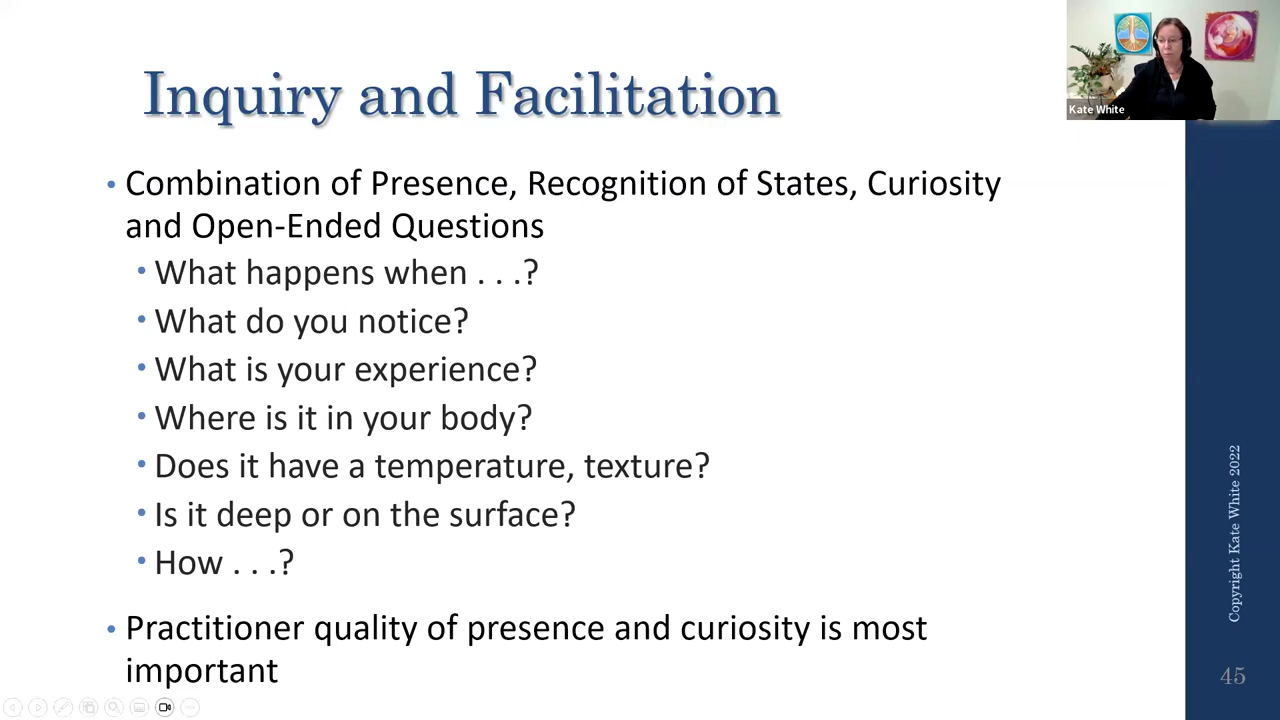 Inquiry and Facilitation
Kate White
• Combination of Presence, Recognition of States, Curiosity
and Open-Ended Questions
• What happens when . . .?
• What do you notice?
• What is your experience?
• Where is it in your body?
• Does it have a temperature, texture?
• Is it deep or on the surface?
• How . . .?
• Practitioner quality of presence and curiosity is most
important
Copyright Kate White 2022
45